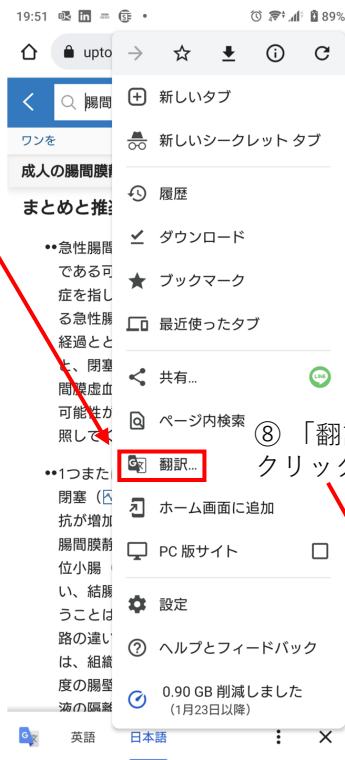 19:51
89%
upto
新しいタブ
腸間
新しいシークレット タブ
ワンを
成人の腸間膜
履歴
まとめと推
ダウンロード
••急性腸間
である可
ブックマーク
症を指し
る急性腸
最近使ったタブ
経過とと
と、閉塞
共有...
LINE
間膜虚血
可能性が
ページ内検索
⑧ 「翻
照して
翻訳...
クリック
••1つまた
閉塞（
ホーム画面に追加
抗が増加
腸間膜静
PC 版サイト
位小腸（
い、結腸
設定
うことは
路の違い
ヘルプとフィードバック
は、組織
度の腸壁
0.90 GB 削減しました
（1月23日以降）
液の隔離
英語
日本語